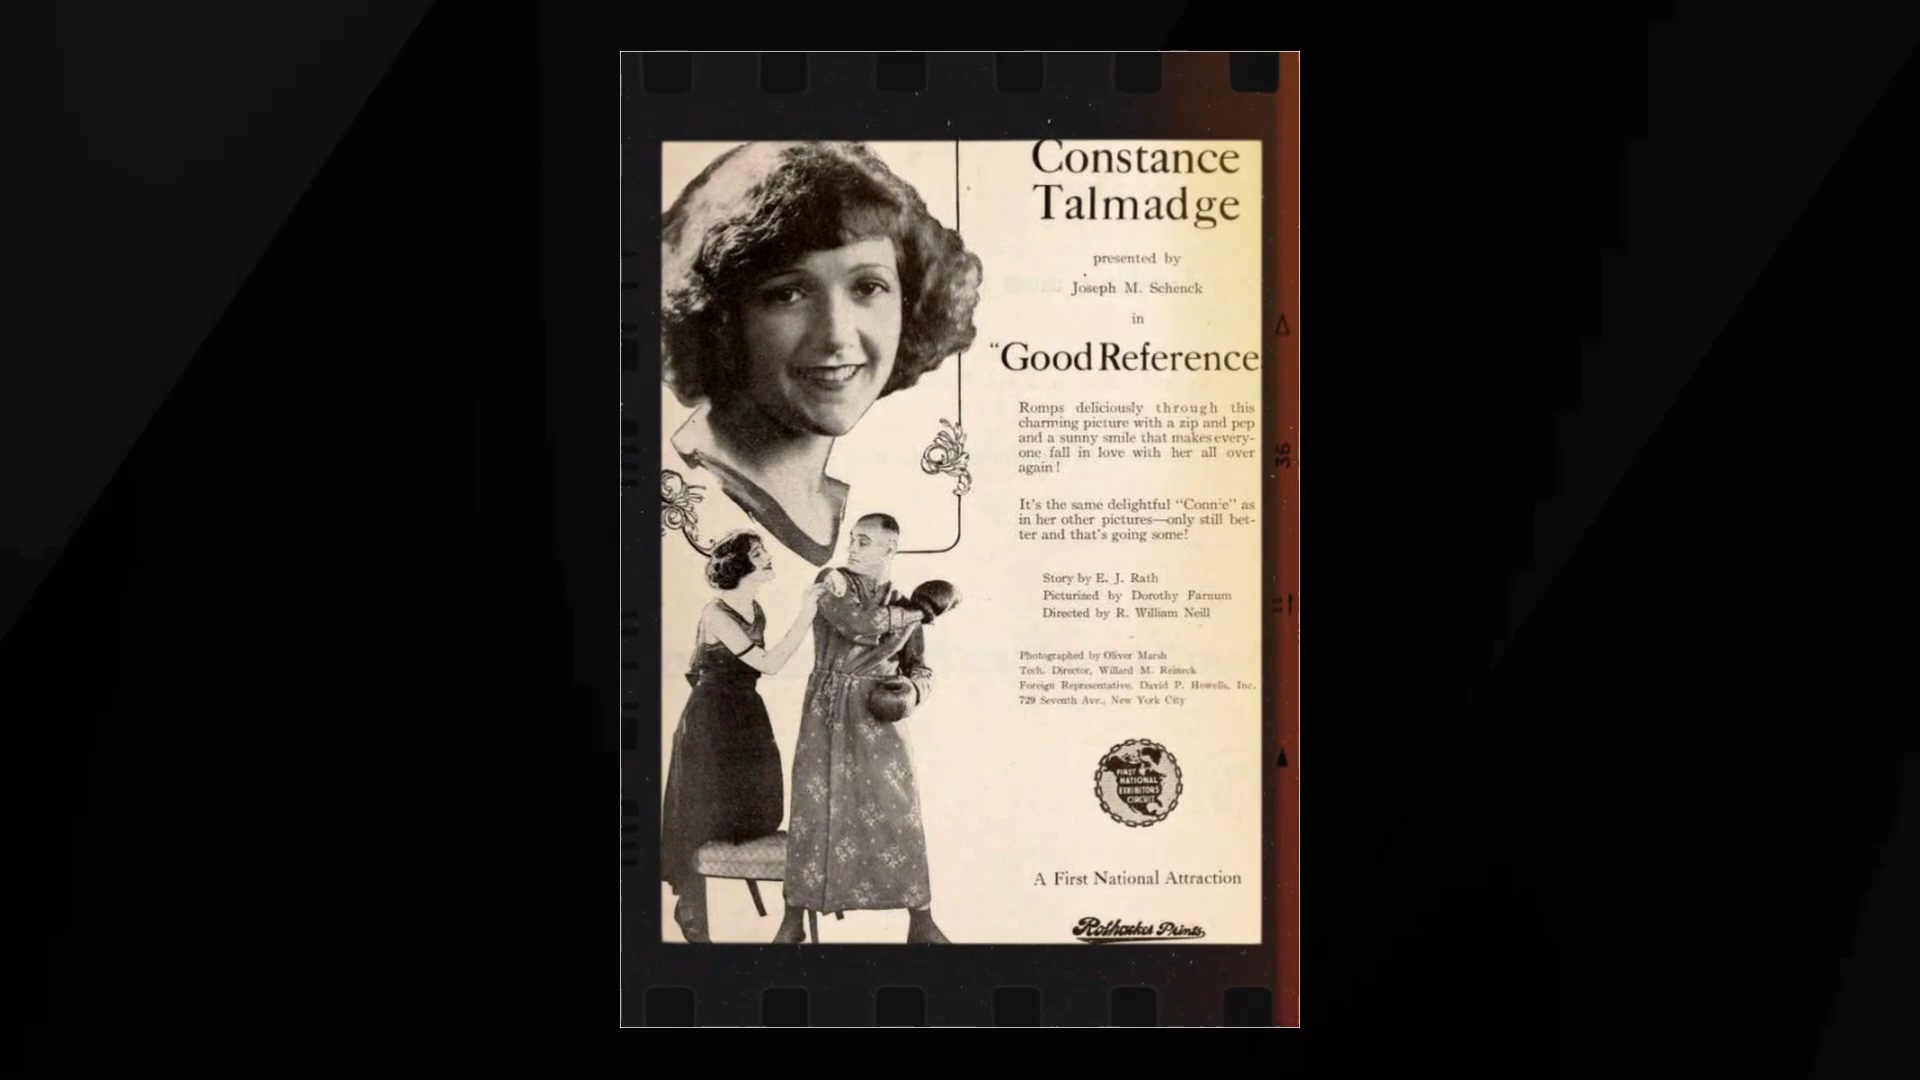 Constance
Talmadge
presented by
Joseph M. Schenck
in
"Good Reference
Romps deliciously through this
charming picture with a zip and pep
and a sunny smile that makes every-
one fall in love with her all over
again!
It's the same delightful "Connie" as
in her other pictures—only still bet-
ter and that's going some!
Story by E. J. Rath
Picturized by Dorothy Farnum
Directed by R. William Neill
Photographed by Oliver Marsh
Tech. Director, Willard M. Reineck
Foreign Representative, David P. Howells, Inc.
729 Seventh Ave., New York City
FIRST
NATIONAL
EXHIBITORS
CIRCUIT
A First National Attraction
Rothacker Prints
36